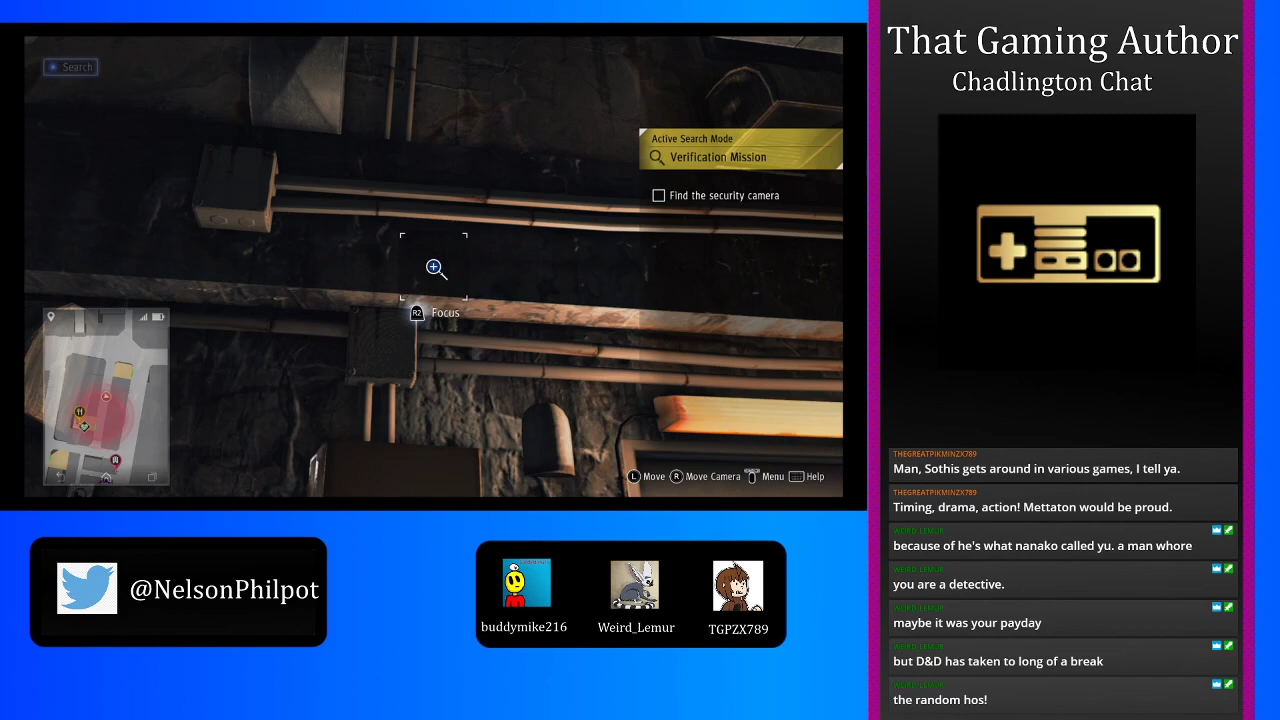 That Gaming Author
Chadlington Chat
Search
Active Search Mode
Verification Mission
Find the security camera
R2 Focus
L Move R Move Camera Menu Help
@NelsonPhilpot
buddymike216
Weird_Lemur
TGPZX789
THEGREATPIKMINZX789
Man, Sothis gets around in various games, I tell ya.
THEGREATPIKMINZX789
Timing, drama, action! Mettaton would be proud.
WEIRD_LEMUR
because of he's what nanako called yu. a man whore
WEIRD_LEMUR
you are a detective.
WEIRD_LEMUR
maybe it was your payday
WEIRD_LEMUR
but D&D has taken to long of a break
WEIRD_LEMUR
the random hos!